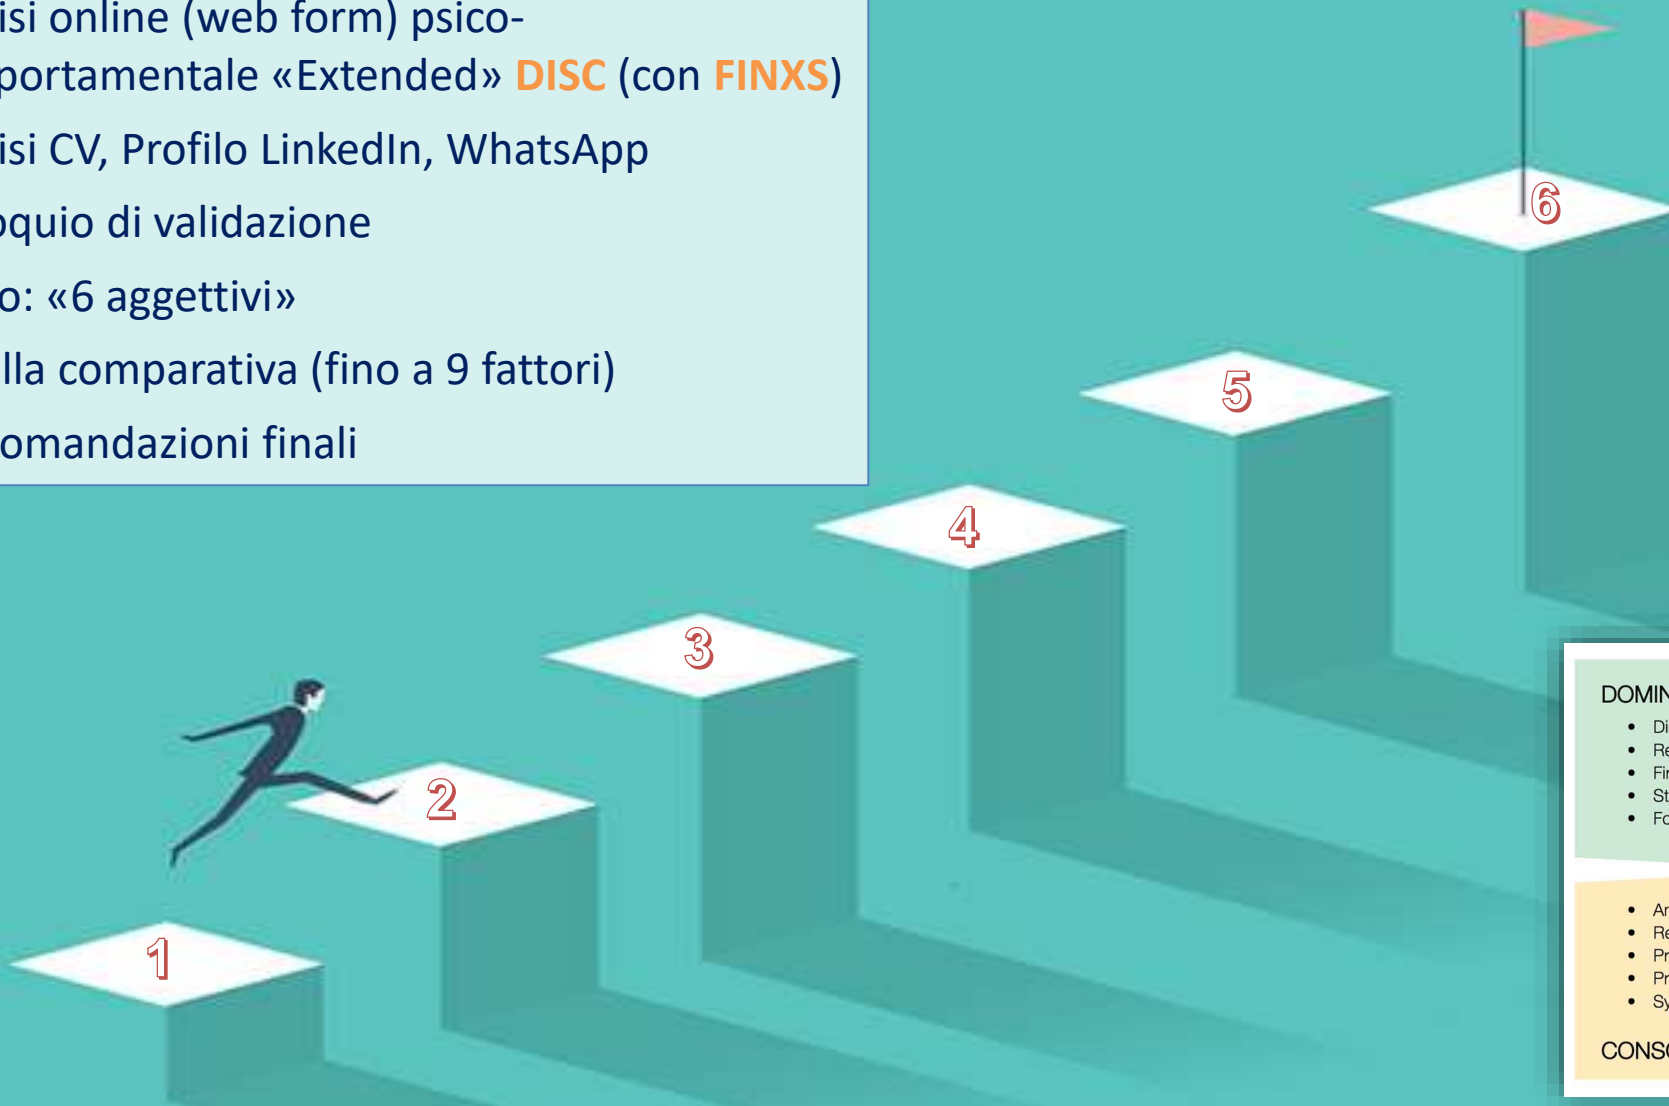 isi online (web form) psico-
portamentale «Extended» DISC (con FINXS)
isi CV, Profilo LinkedIn, WhatsApp
oquio di validazione
o: «6 aggettivi»
lla comparativa (fino a 9 fattori)
omandazioni finali
6
5
4
3
2
1
DOMIN
• Di
• Re
• Fir
• St
• Fo
• Ar
• Re
• Pr
• Pr
• Sy
CONSC